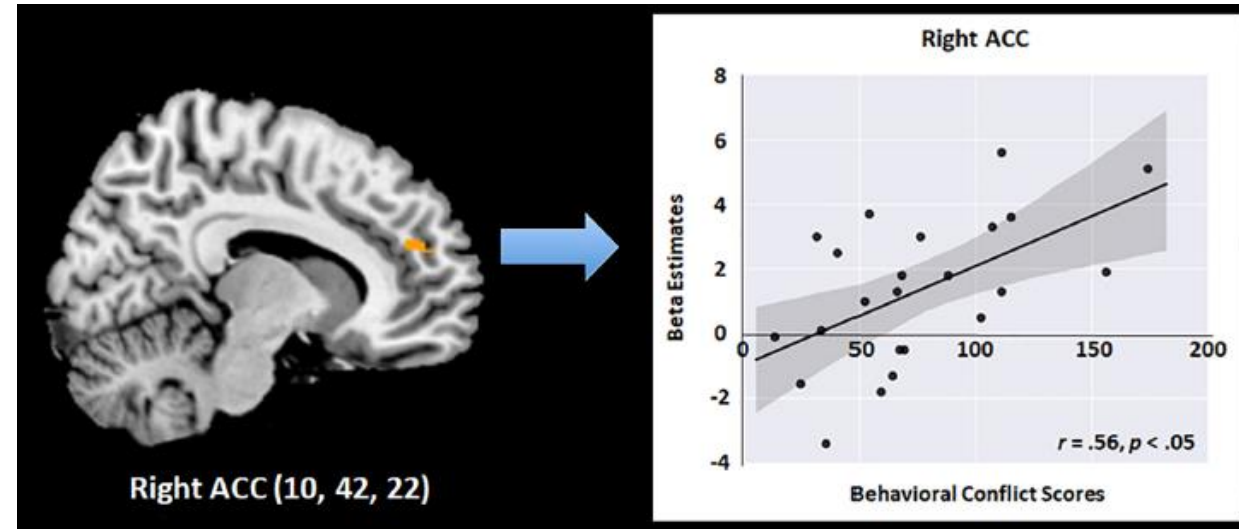 Right ACC (10, 42, 22)
Right ACC
Beta Estimates
8
6
4
2
0
-2
-4
0
50
100
150
200
r = .56, p < .05
Behavioral Conflict Scores